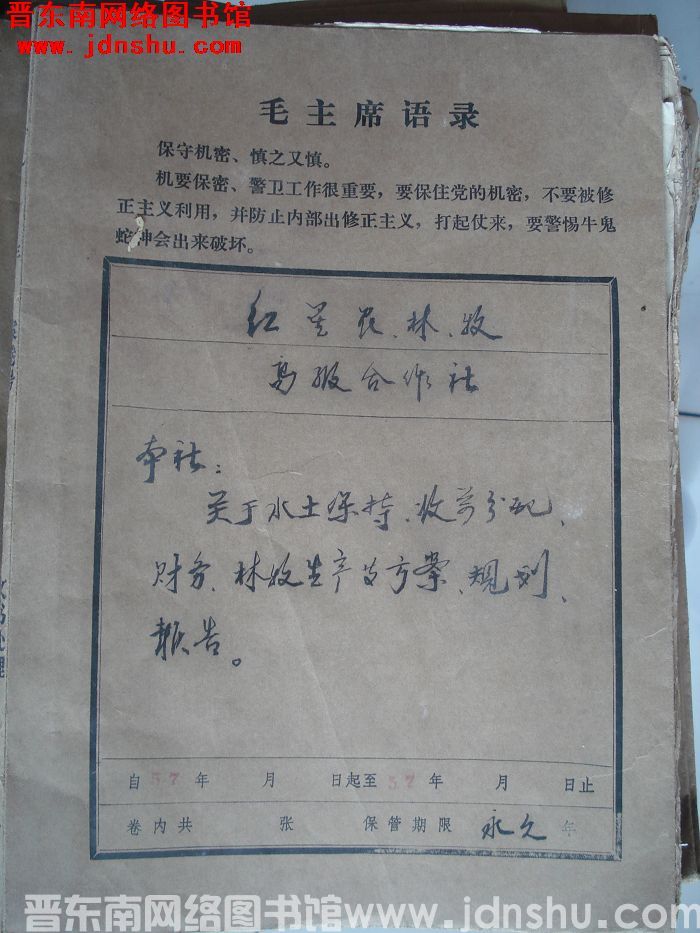 晋东南网络图书馆
www.jdnshu.com
毛主席语录
保守机密、慎之又慎。
机要保密、警卫工作很重要，要保住党的机密，不要被修
正主义利用，并防止内部出修正主义，打起仗来，要警惕牛鬼
蛇神会出来破坏。
红星农、林、牧
高级合作社
本社：
关于水土保持、收益分配、
财务、林牧生产的方案、规划、
报告。
自57年 月 日起至57年 月 日止
卷内共 张 保管期限 永久 年
晋东南网络图书馆www.jdnshu.com